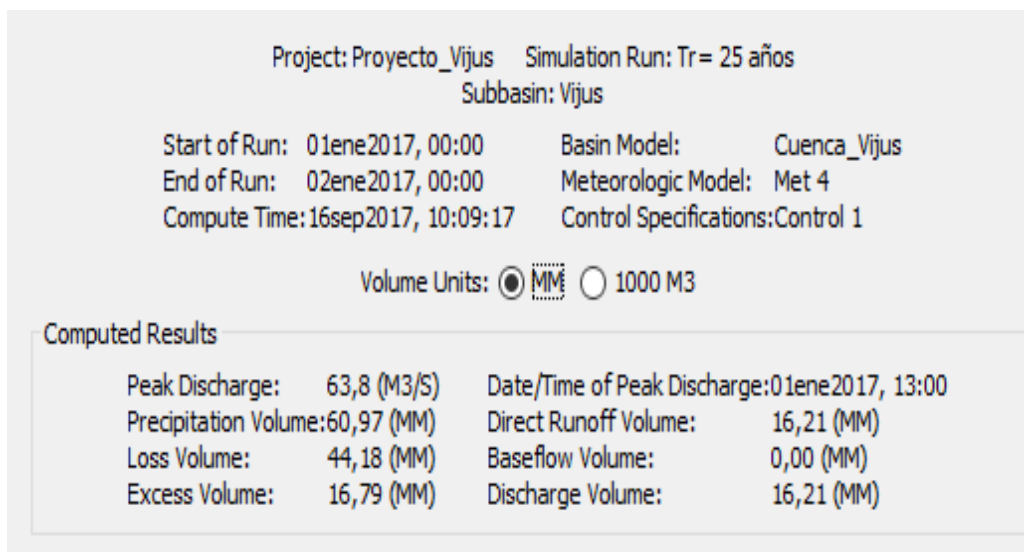 Project: Proyecto_Vijus Simulation Run: Tr= 25 años
Subbasin: Vijus
Start of Run: 01ene2017, 00:00 Basin Model: Cuenca_Vijus
End of Run: 02ene2017, 00:00 Meteorologic Model: Met 4
Compute Time:16sep2017, 10:09:17 Control Specifications:Control 1
Volume Units: MM 1000 M3
Computed Results
Peak Discharge: 63,8 (M3/S) Date/Time of Peak Discharge:01ene2017, 13:00
Precipitation Volume:60,97 (MM) Direct Runoff Volume: 16,21 (MM)
Loss Volume: 44,18 (MM) Baseflow Volume: 0,00 (MM)
Excess Volume: 16,79 (MM) Discharge Volume: 16,21 (MM)